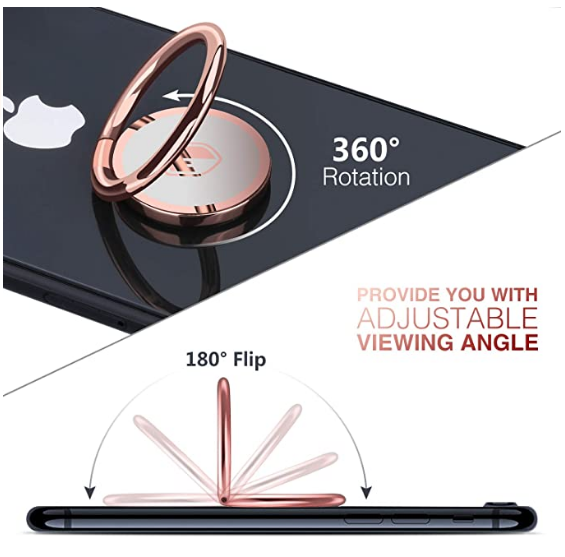 360°
Rotation
PROVIDE YOU WITH
ADJUSTABLE
VIEWING ANGLE
180° Flip